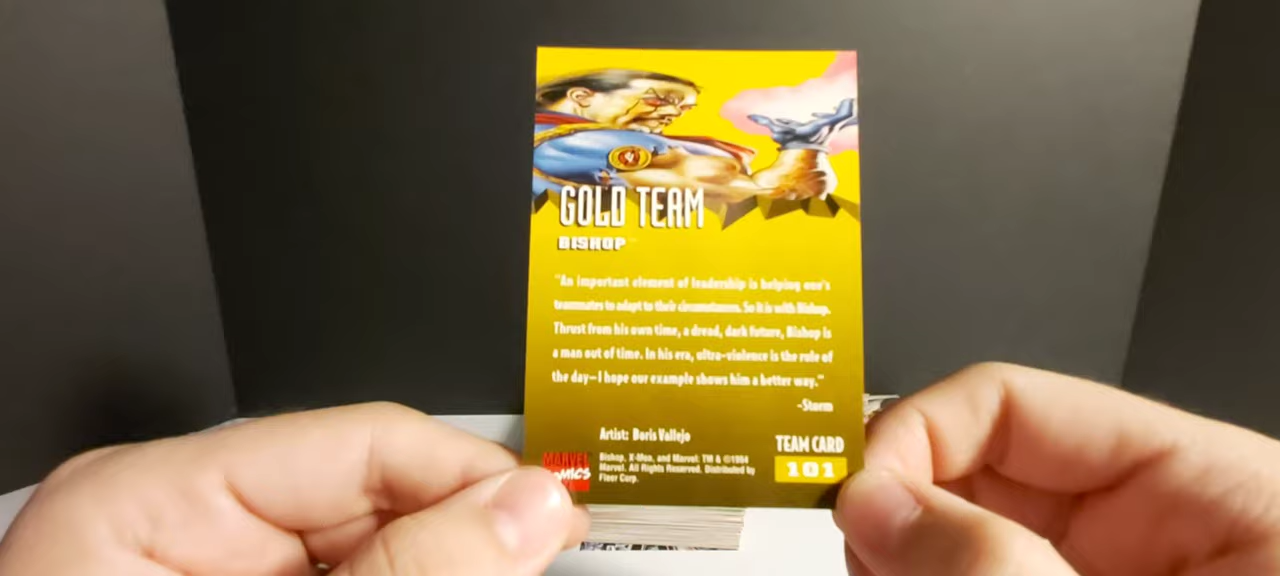 GOLD TEAM
BISHOP™
"An important element of leadership is helping one's
teammates to adapt to their circumstances. So it is with Bishop.
Thrust from his own time, a dread, dark future, Bishop is
a man out of time. In his era, ultra-violence is the rule of
the day—I hope our example shows him a better way."
-Storm
Artist: Boris Vallejo
TEAM CARD
101
MARVEL
COMICS
Bishop, X-Men, and Marvel: TM & ©1994
Marvel. All Rights Reserved. Distributed by
Fleer Corp.